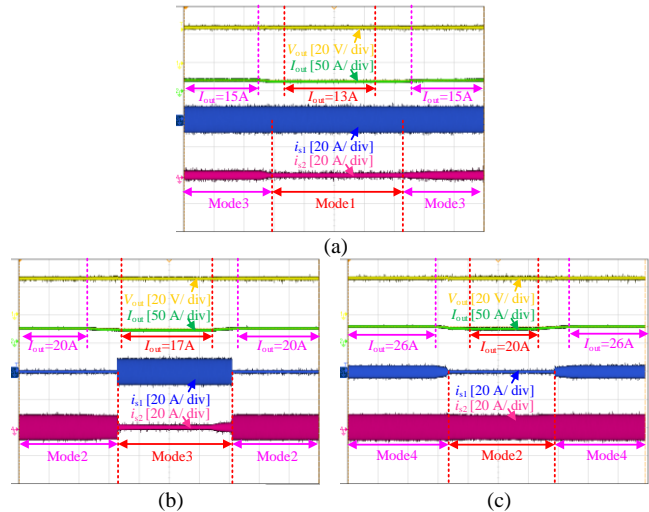 V_out [20 V/ div]
I_out [50 A/ div]
I_out=15A I_out=13A I_out=15A
i_s1 [20 A/ div]
i_s2 [20 A/ div]
Mode3 Mode1 Mode3
(a)
V_out [20 V/ div]
I_out [50 A/ div]
I_out=20A I_out=17A I_out=20A
i_s1 [20 A/ div]
i_s2 [20 A/ div]
Mode2 Mode3 Mode2
(b)
V_out [20 V/ div]
I_out [50 A/ div]
I_out=26A I_out=20A I_out=26A
i_s1 [20 A/ div]
i_s2 [20 A/ div]
Mode4 Mode2 Mode4
(c)